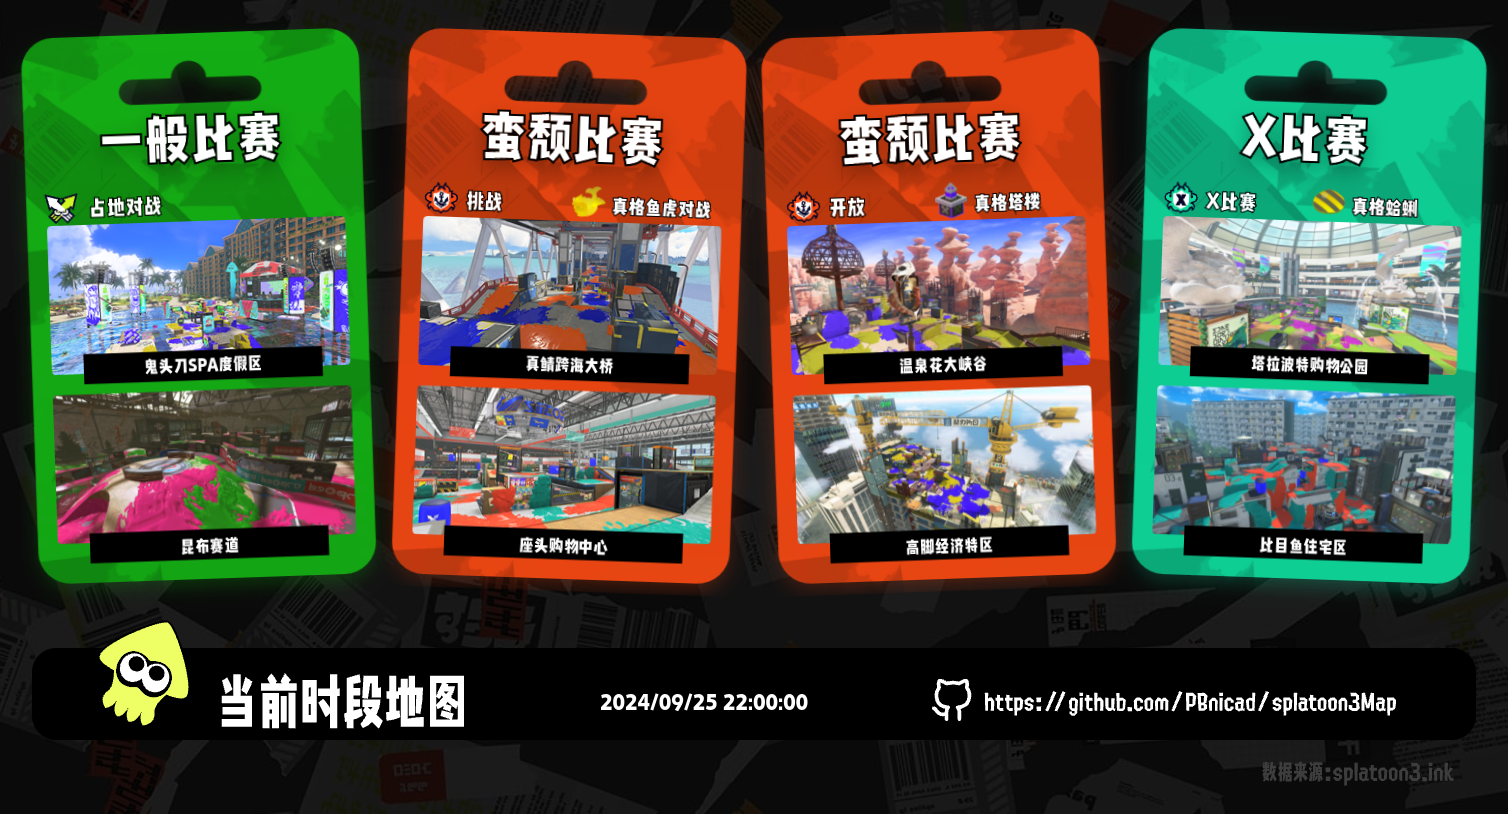 一般比赛
占地对战
鬼头刀SPA度假区
昆布赛道
蛮颓比赛
挑战
真格鱼虎对战
真鲭跨海大桥
座头购物中心
蛮颓比赛
开放
真格塔楼
温泉花大峡谷
高脚经济特区
X比赛
X比赛
真格蛤蜊
塔拉波特购物公园
比目鱼住宅区
当前时段地图
2024/09/25 22:00:00
https://github.com/PBnicad/splatoon3Map
数据来源:splatoon3.ink